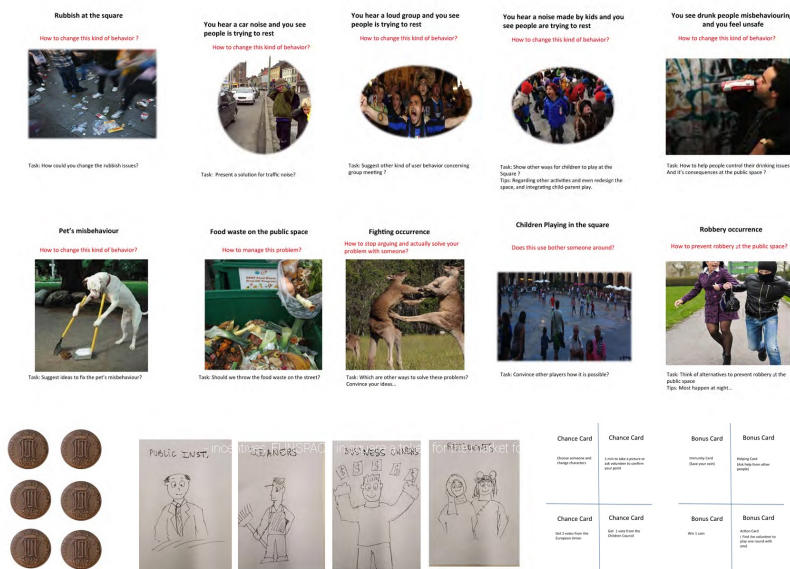 Rubbish at the square
How to change this kind of behavior ?
Task: How could you change the rubbish issues?
You hear a car noise and you see
people is trying to rest
How to change this kind of behavior?
Task: Present a solution for traffic noise?
You hear a loud group and you see
people is trying to rest
How to change this kind of behavior?
Task: Suggest other kind of user behavior concerning
group meeting ?
You hear a noise made by kids and you
see people are trying to rest
How to change this kind of behavior?
Task: Show other ways for children to play at the
Square ?
Tips: Regarding other activities and even redesign the
space, and integrating child-parent play.
You see drunk people misbehaviouring
and you feel unsafe
How to change this kind of behavior?
Task: How to help people control their drinking issues
And it's consequences at the public space ?
Pet's misbehaviour
How to change this kind of behavior?
Task: Suggest ideas to fix the pet's misbehaviour?
Food waste on the public space
How to manage this problem?
Task: Should we throw the food waste on the street?
Fighting occurrence
How to stop arguing and actually solve your
problem with someone?
Task: Which are other ways to solve these problems?
Convince your ideas...
Children Playing in the square
Does this use bother someone around?
Task: Convince other players how it is possible?
Robbery occurrence
How to prevent robbery at the public space?
Task: Think of alternatives to prevent robbery at the
public space
Tips: Most happen at night...
PUBLIC INST.
CLEANERS
BUSINESS OWNERS
RESIDENTS
Chance Card
Choose someone and
change characters
Chance Card
1 min to take a picture or
ask volunteer to confirm
your point
Chance Card
Get 2 votes from the
European Union
Chance Card
Get 1 vote from the
Children Council
Bonus Card
Immunity Card
(Save your coin)
Bonus Card
Helping Card
(Ask help from other
people)
Bonus Card
Win 1 coin
Bonus Card
Action Card
( Find the volunteer to
play one round with
you)